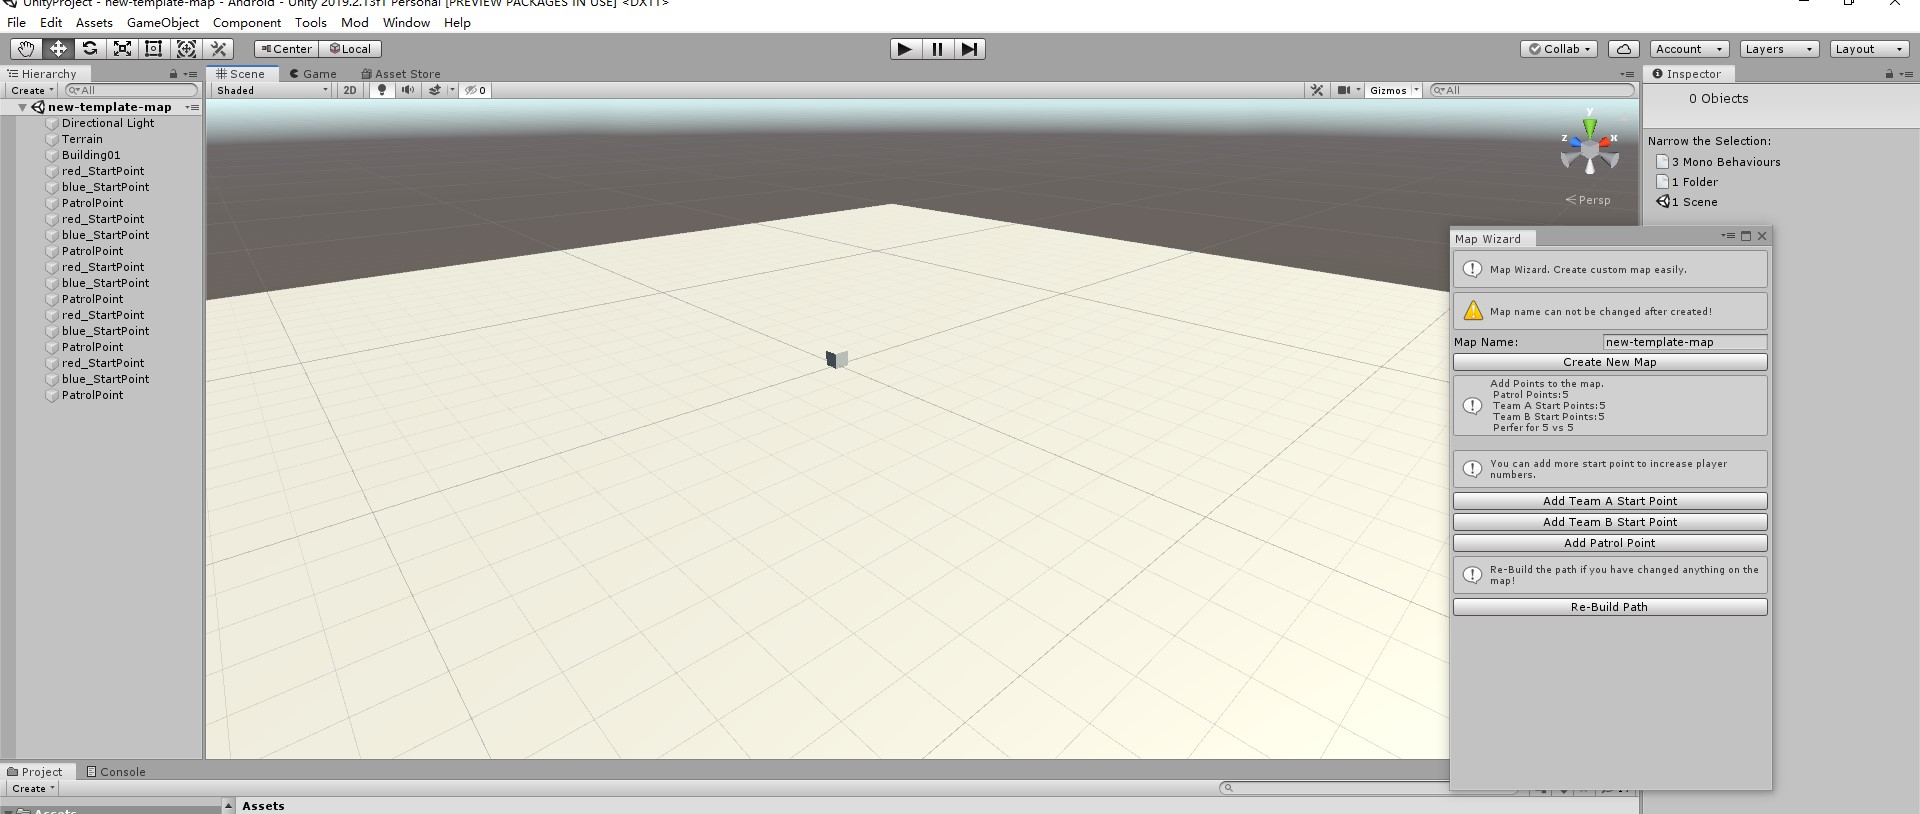 UnityProject - new-template-map - Android - Unity 2019.2.13f1 Personal [PREVIEW PACKAGES IN USE] <DX11>
File Edit Assets GameObject Component Tools Mod Window Help
Center Local Collab Account Layers Layout
Hierarchy Scene Game Asset Store Inspector
Create All Shaded 2D 0 Gizmos All
0 Objects
new-template-map
Directional Light
Terrain
Building01
red_StartPoint
blue_StartPoint
PatrolPoint
red_StartPoint
blue_StartPoint
PatrolPoint
red_StartPoint
blue_StartPoint
PatrolPoint
red_StartPoint
blue_StartPoint
PatrolPoint
red_StartPoint
blue_StartPoint
PatrolPoint
y
z x
Persp
Narrow the Selection:
3 Mono Behaviours
1 Folder
1 Scene
Map Wizard
Map Wizard. Create custom map easily.
Map name can not be changed after created!
Map Name: new-template-map
Create New Map
Add Points to the map.
Patrol Points:5
Team A Start Points:5
Team B Start Points:5
Perfer for 5 vs 5
You can add more start point to increase player
numbers.
Add Team A Start Point
Add Team B Start Point
Add Patrol Point
Re-Build the path if you have changed anything on the
map!
Re-Build Path
Project Console
Create
Assets
Assets